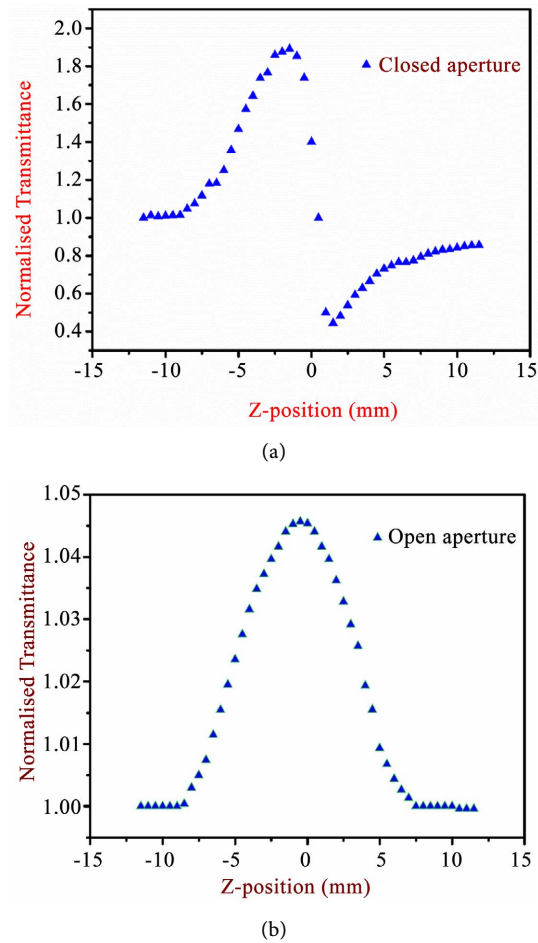 2.0
1.8
1.6
1.4
1.2
1.0
0.8
0.6
0.4
Normalised Transmittance
Closed aperture
-15 -10 -5 0 5 10 15
Z-position (mm)
(a)
1.05
1.04
1.03
1.02
1.01
1.00
Normalised Transmittance
Open aperture
-15 -10 -5 0 5 10 15
Z-position (mm)
(b)